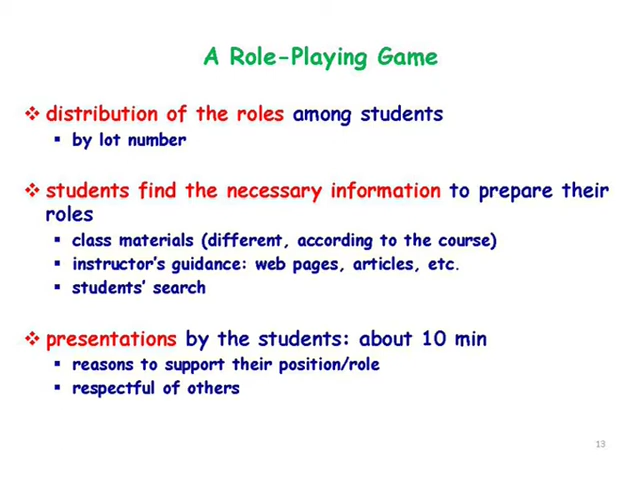 A Role-Playing Game
❖ distribution of the roles among students
▪ by lot number
❖ students find the necessary information to prepare their
roles
▪ class materials (different, according to the course)
▪ instructor's guidance: web pages, articles, etc.
▪ students' search
❖ presentations by the students: about 10 min
▪ reasons to support their position/role
▪ respectful of others
13